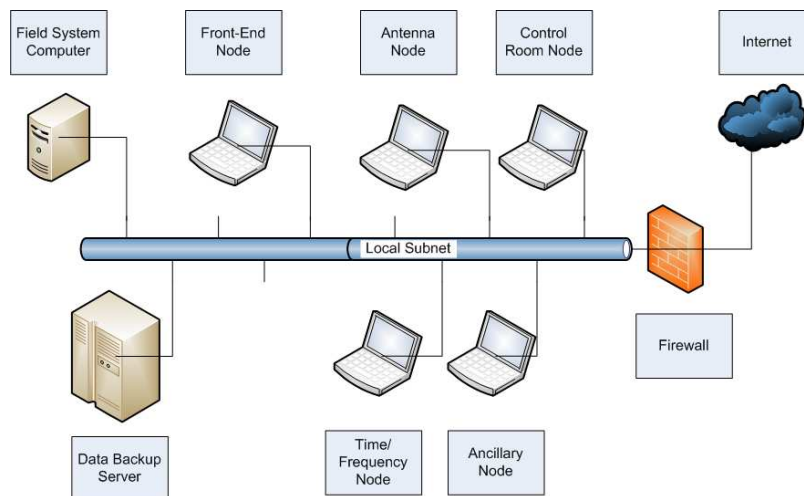 Field System
Computer
Front-End
Node
Antenna
Node
Control
Room Node
Internet
Local Subnet
Firewall
Data Backup
Server
Time/
Frequency
Node
Ancillary
Node